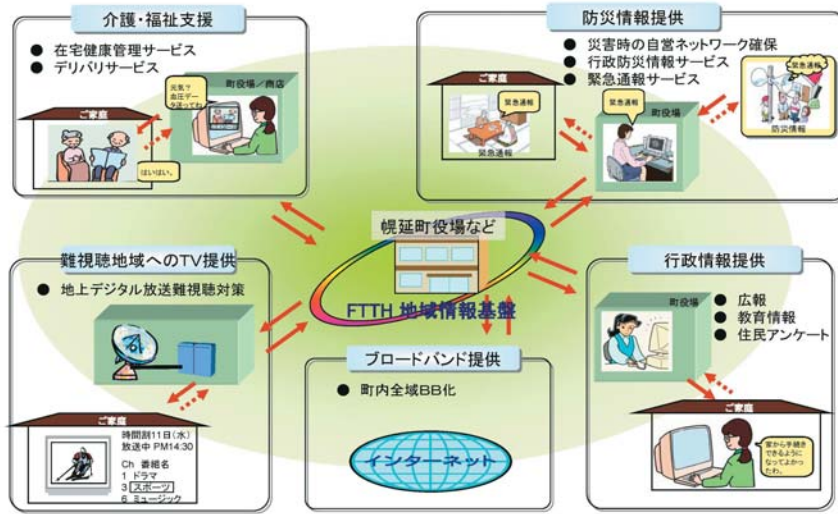 介護・福祉支援
● 在宅健康管理サービス
● デリバリサービス
町役場／商店
元気？
血圧デー
タ送ってね
ご家庭
はいはい。
防災情報提供
● 災害時の自営ネットワーク確保
● 行政防災情報サービス
● 緊急通報サービス
ご家庭
緊急通報
緊急通報
緊急通報
町役場
緊急通報
防災情報
幌延町役場など
FTTH 地域情報基盤
難視聴地域へのTV提供
● 地上デジタル放送難視聴対策
ご家庭
時間割11日(水)
放送中 PM14:30
Ch 番組名
1 ドラマ
3 スポーツ
6 ミュージック
ブロードバンド提供
● 町内全域BB化
インターネット
行政情報提供
町役場
● 広報
● 教育情報
● 住民アンケート
ご家庭
家から手続き
できるように
なってよかっ
たわ。